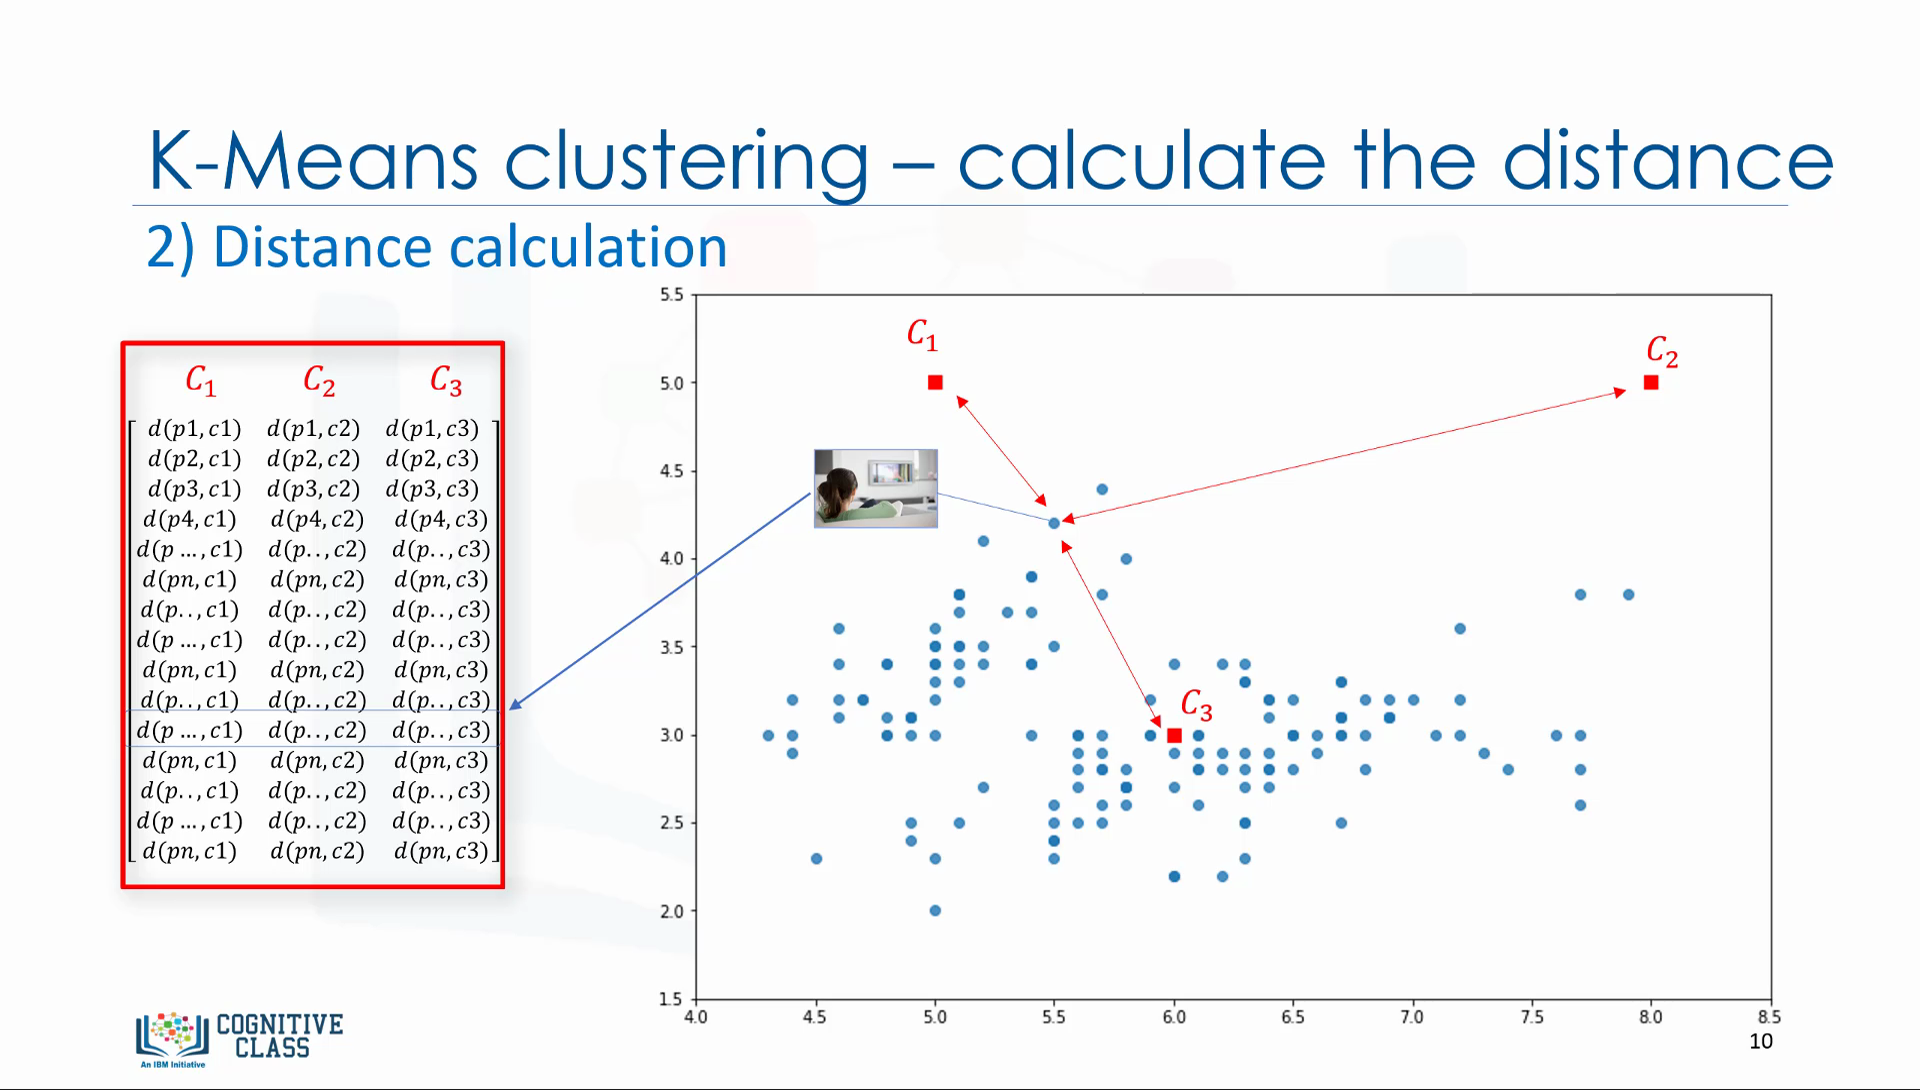 K-Means clustering – calculate the distance
2) Distance calculation
C₁ C₂ C₃
d(p1,c1) d(p1,c2) d(p1,c3)
d(p2,c1) d(p2,c2) d(p2,c3)
d(p3,c1) d(p3,c2) d(p3,c3)
d(p4,c1) d(p4,c2) d(p4,c3)
d(p …,c1) d(p..,c2) d(p..,c3)
d(pn,c1) d(pn,c2) d(pn,c3)
d(p..,c1) d(p..,c2) d(p..,c3)
d(p …,c1) d(p..,c2) d(p..,c3)
d(pn,c1) d(pn,c2) d(pn,c3)
d(p..,c1) d(p..,c2) d(p..,c3)
d(p …,c1) d(p..,c2) d(p..,c3)
d(pn,c1) d(pn,c2) d(pn,c3)
d(p..,c1) d(p..,c2) d(p..,c3)
d(p …,c1) d(p..,c2) d(p..,c3)
d(pn,c1) d(pn,c2) d(pn,c3)
5.5
5.0
4.5
4.0
3.5
3.0
2.5
2.0
1.5
C₁
C₂
C₃
4.0 4.5 5.0 5.5 6.0 6.5 7.0 7.5 8.0 8.5
COGNITIVE
CLASS
An IBM Initiative
10